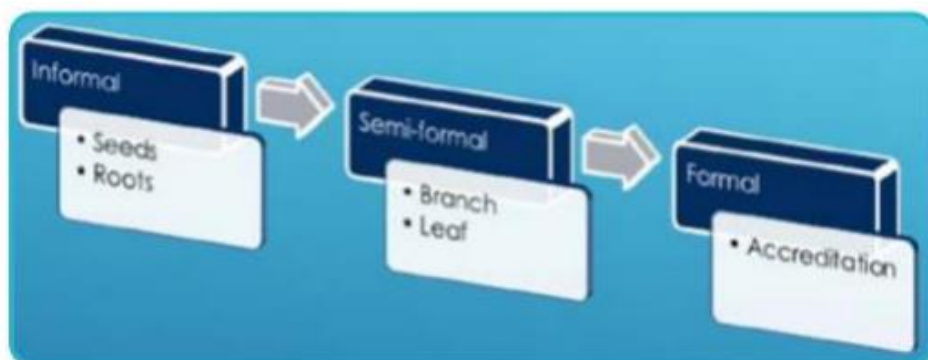 Informal
• Seeds
• Roots
Semi-formal
• Branch
• Leaf
Formal
• Accreditation